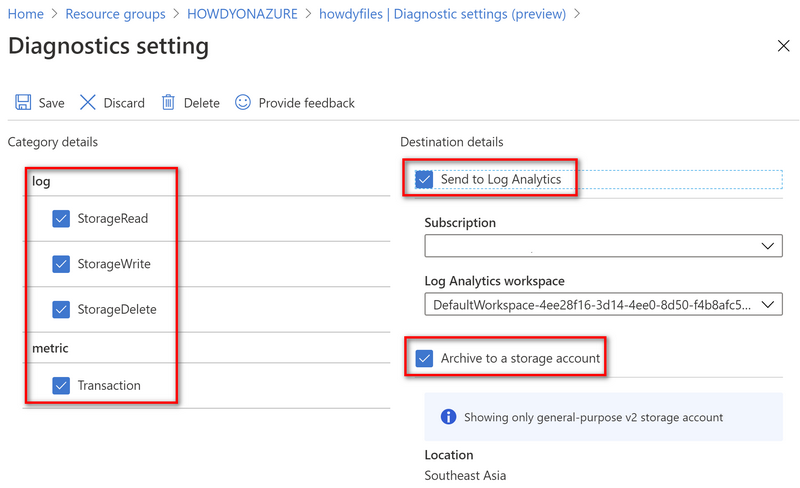 Home > Resource groups > HOWDYONAZURE > howdyfiles | Diagnostic settings (preview) >
Diagnostics setting
Save Discard Delete Provide feedback
Category details
log
StorageRead
StorageWrite
StorageDelete
metric
Transaction
Destination details
Send to Log Analytics
Subscription
Log Analytics workspace
DefaultWorkspace-4ee28f16-3d14-4ee0-8d50-f4b8afc5...
Archive to a storage account
Showing only general-purpose v2 storage account
Location
Southeast Asia